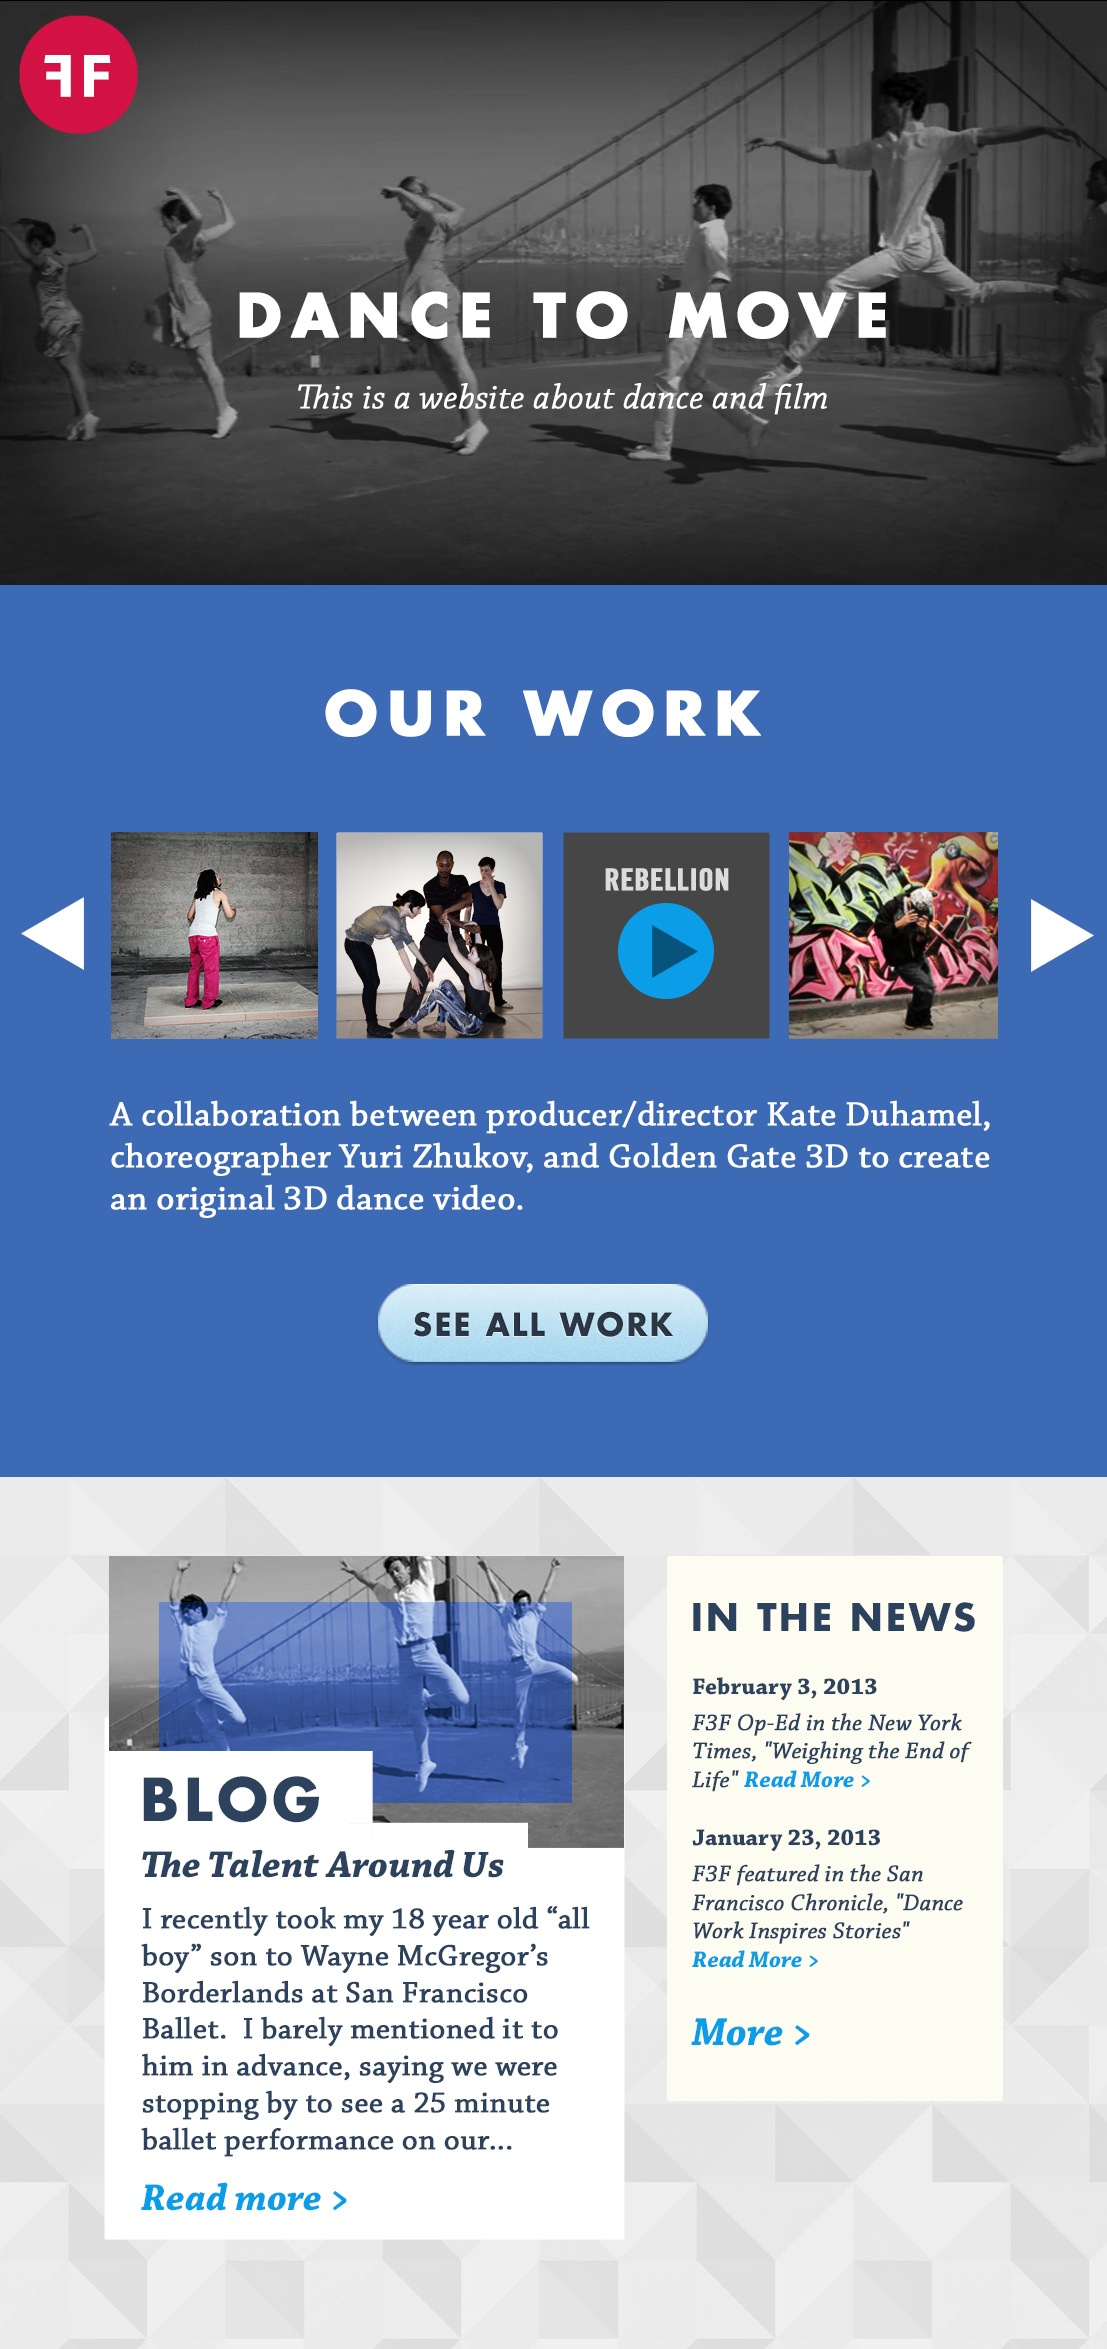 FF
DANCE TO MOVE
This is a website about dance and film
OUR WORK
REBELLION
A collaboration between producer/director Kate Duhamel,
choreographer Yuri Zhukov, and Golden Gate 3D to create
an original 3D dance video.
SEE ALL WORK
BLOG
The Talent Around Us
I recently took my 18 year old “all
boy” son to Wayne McGregor’s
Borderlands at San Francisco
Ballet.  I barely mentioned it to
him in advance, saying we were
stopping by to see a 25 minute
ballet performance on our...
Read more >
IN THE NEWS
February 3, 2013
F3F Op-Ed in the New York
Times, "Weighing the End of
Life" Read More >
January 23, 2013
F3F featured in the San
Francisco Chronicle, "Dance
Work Inspires Stories"
Read More >
More >